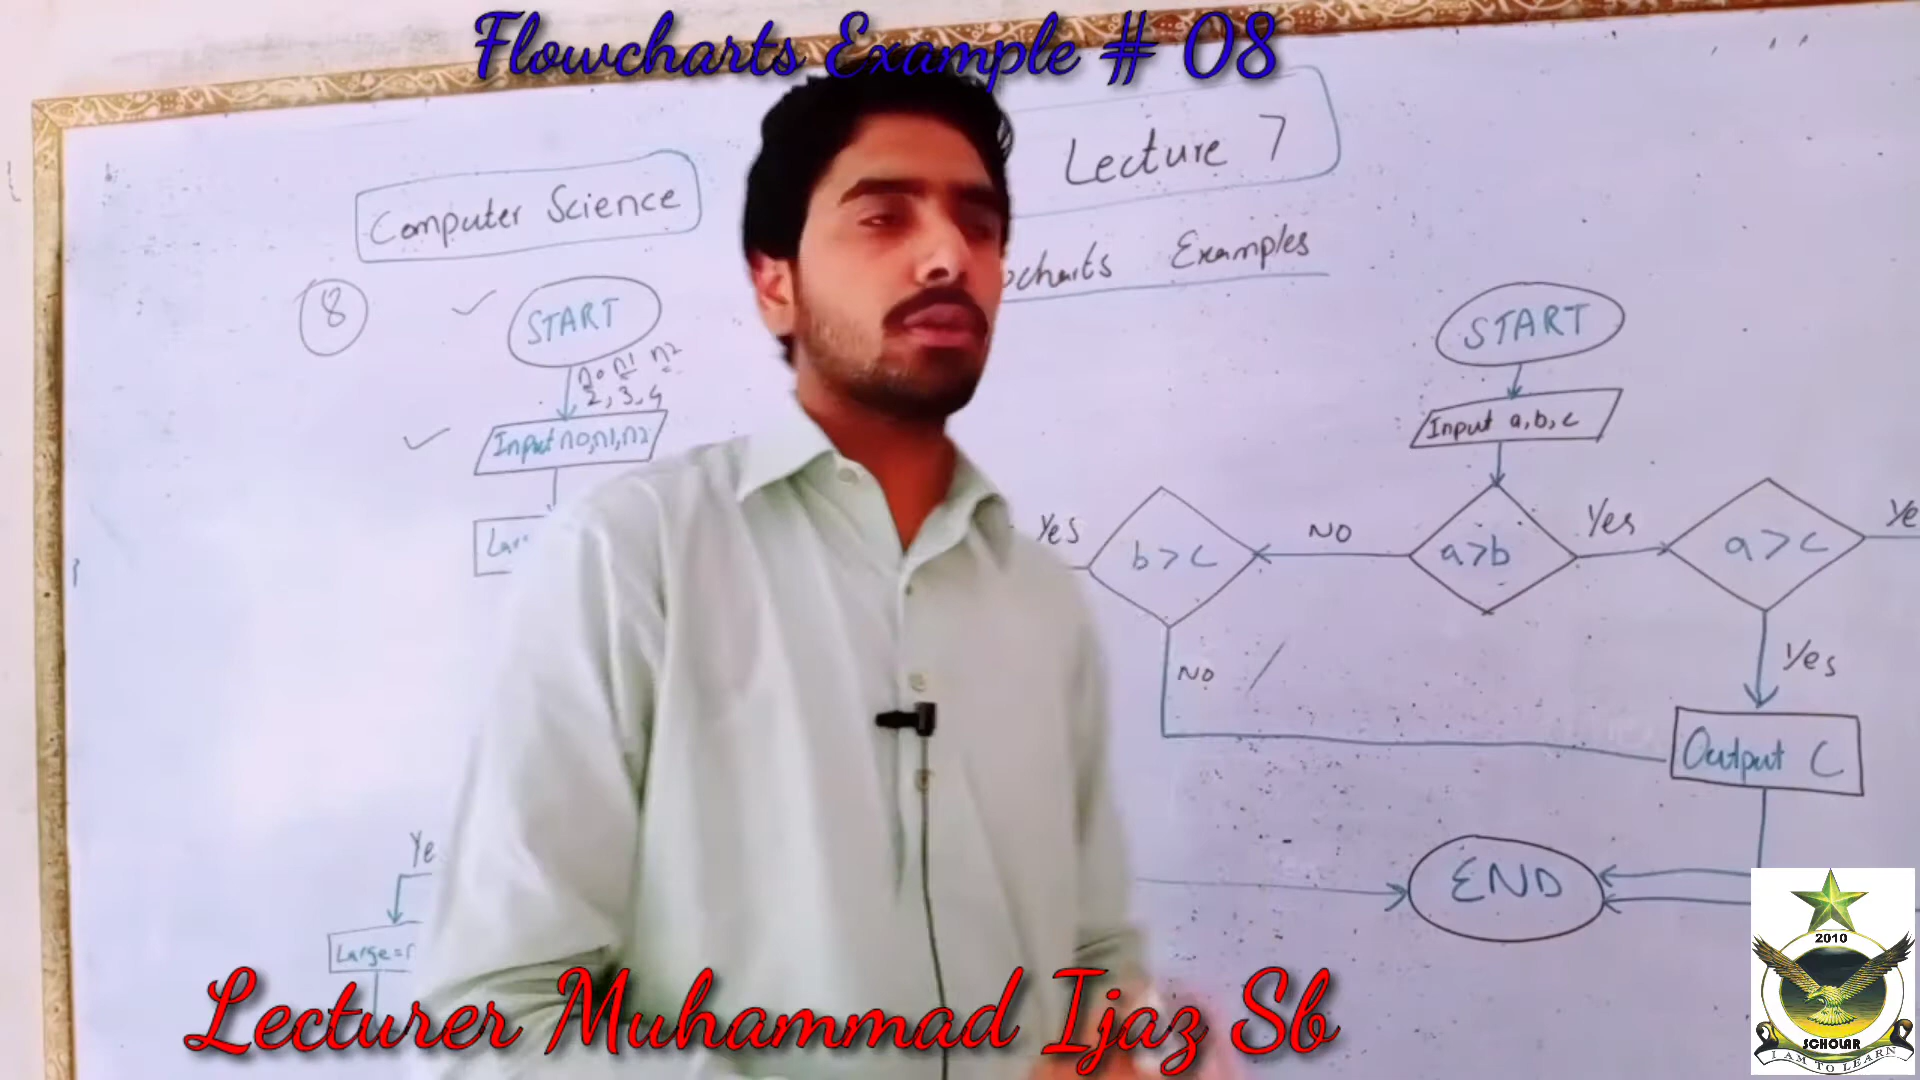 Flowcharts Example # 08
Lecture 7
Computer Science
Examples
8
START
n0 n1 n2
2, 3, 4
Input n0,n1,n2
START
Input a,b,c
Yes
b > c
NO
a>b
Yes
a > c
Ye
NO
Yes
Output C
Ye
END
Large=n
Lecturer Muhammad Ijaz Sb
2010
SCHOLAR
I AM TO LEARN